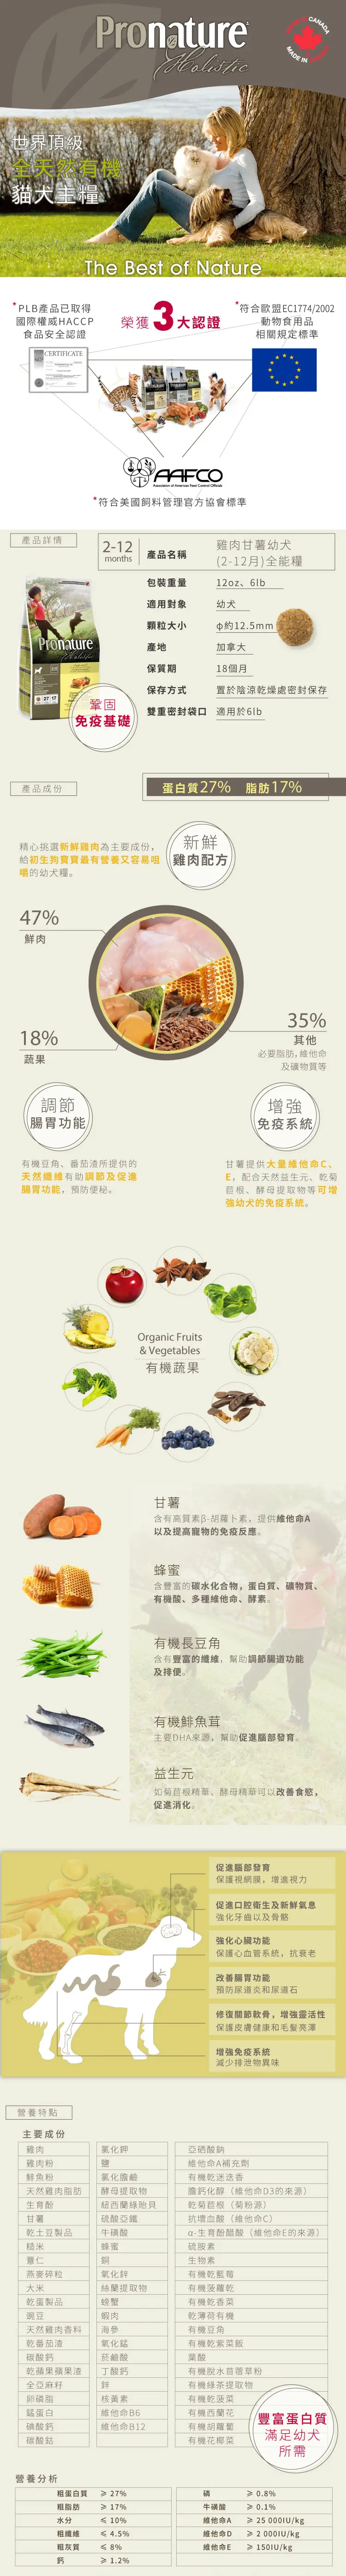 Pronature
Holistic
MADE IN CANADA
世界頂級
全天然有機
貓犬主糧
The Best of Nature
*PLB產品已取得
國際權威HACCP
食品安全認證
榮獲3大認證
*符合歐盟EC1774/2002
動物食用品
相關規定標準
CERTIFICATE
AAFCO
Association of American Feed Control Officials
*符合美國飼料管理官方協會標準
產品詳情
2-12
months
產品名稱 雞肉甘薯幼犬
(2-12月)全能糧
包裝重量 12oz、6lb
適用對象 幼犬
顆粒大小 φ約12.5mm
產地 加拿大
保質期 18個月
保存方式 置於陰涼乾燥處密封保存
雙重密封袋口 適用於6lb
Pronature
Holistic
27 17
鞏固
免疫基礎
產品成份
蛋白質27% 脂肪17%
精心挑選新鮮雞肉為主要成份,
給初生狗寶寶最有營養又容易咀
嚼的幼犬糧。
新鮮
雞肉配方
47%
鮮肉
18%
蔬果
35%
其他
必要脂肪,維他命
及礦物質等
調節
腸胃功能
有機豆角、番茄渣所提供的
天然纖維有助調節及促進
腸胃功能,預防便秘。
增強
免疫系統
甘薯提供大量維他命C、
E,配合天然益生元、乾菊
苣根、酵母提取物等可增
強幼犬的免疫系統。
Organic Fruits
& Vegetables
有機蔬果
甘薯
含有高質素β-胡蘿卜素,提供維他命A
以及提高寵物的免疫反應。
蜂蜜
含豐富的碳水化合物,蛋白質、礦物質、
有機酸、多種維他命、酵素。
有機長豆角
含有豐富的纖維,幫助調節腸道功能
及排便。
有機鯡魚茸
主要DHA來源,幫助促進腦部發育。
益生元
如菊苣根精華,酵母精華可以改善食慾,
促進消化。
促進腦部發育
保護視網膜,增進視力
促進口腔衛生及新鮮氣息
強化牙齒以及骨骼
強化心臟功能
保護心血管系統,抗衰老
改善腸胃功能
預防尿道炎和尿道石
修復關節軟骨,增強靈活性
保護皮膚健康和毛髮亮澤
增強免疫系統
減少排泄物異味
營養特點
主要成份
雞肉 氯化鉀 亞硒酸鈉
雞肉粉 鹽 維他命A補充劑
鯡魚粉 氯化膽鹼 有機乾迷迭香
天然雞肉脂肪 酵母提取物 膽鈣化醇(維他命D3的來源)
生育酚 紐西蘭綠貽貝 乾菊苣根(菊粉源)
甘薯 硫酸亞鐵 抗壞血酸(維他命C)
乾土豆製品 牛磺酸 α-生育酚醋酸(維他命E的來源)
糙米 蜂蜜 硫胺素
薏仁 銅 生物素
燕麥碎粒 氧化鋅 有機乾藍莓
大米 絲蘭提取物 有機菠蘿乾
乾蛋製品 螃蟹 有機乾香菜
豌豆 蝦肉 乾薄荷有機
天然雞肉香料 海參 有機豆角
乾番茄渣 氧化錳 有機乾紫菜飯
碳酸鈣 菸鹼酸 葉酸
乾蘋果蘋果渣 丁酸鈣 有機脫水苜蓿草粉
全亞麻籽 鋅 有機綠茶提取物
卵磷脂 核黃素 有機乾菠菜
錳蛋白 維他命B6 有機西蘭花
碘酸鈣 維他命B12 有機胡蘿蔔
碳酸鈷 有機花椰菜
豐富蛋白質
滿足幼犬
所需
營養分析
粗蛋白質 ≥ 27% 磷 ≥ 0.8%
粗脂肪 ≥ 17% 牛磺酸 ≥ 0.1%
水分 ≤ 10% 維他命A ≥ 25 000IU/kg
粗纖維 ≤ 4.5% 維他命D ≥ 2 000IU/kg
粗灰質 ≤ 8% 維他命E ≥ 150IU/kg
鈣 ≥ 1.2%